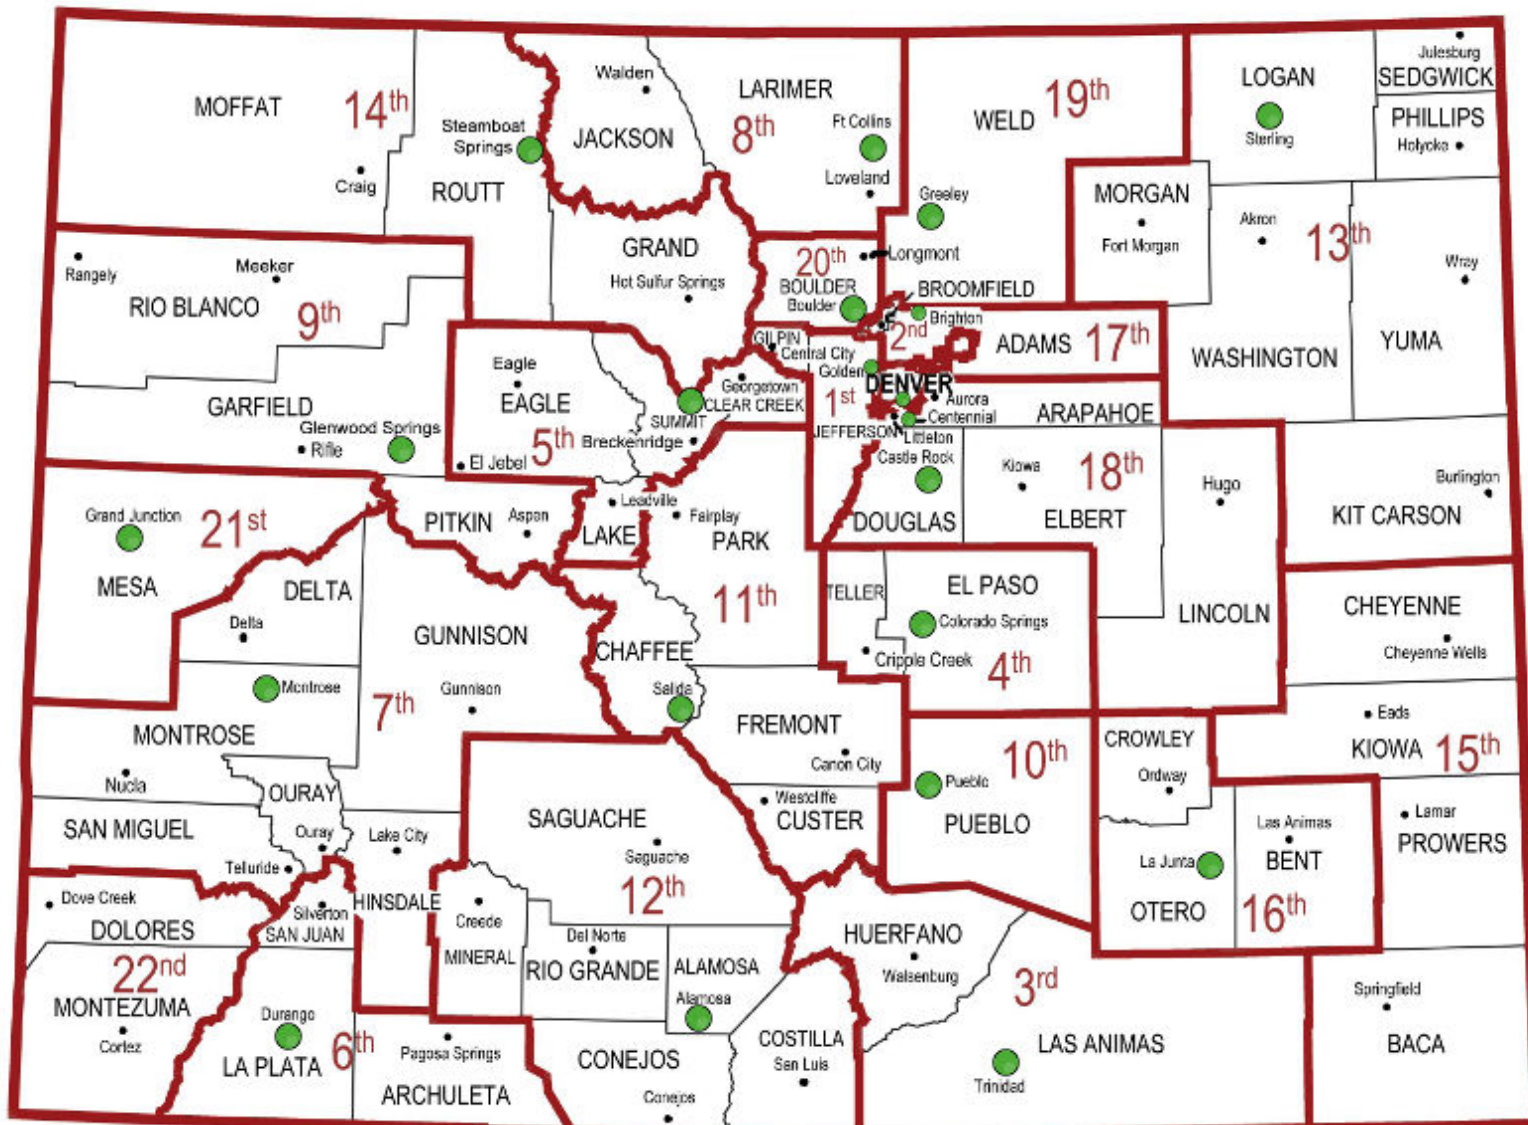 Julesburg
SEDGWICK
LOGAN
Walden
LARIMER
MOFFAT
14th
19th
WELD
8th
Steamboat
Springs
JACKSON
Ft Collins
Sterling
PHILLIPS
Holyoke
Craig
ROUTT
Loveland
Greeley
MORGAN
Fort Morgan
Akron
13th
Wray
Rangely
Meeker
RIO BLANCO
9th
GRAND
Hot Sulfur Springs
20th
Longmont
BOULDER
Boulder
BROOMFIELD
Brighton
2nd
ADAMS
17th
WASHINGTON
YUMA
GILPIN
Central City
Golden
Eagle
EAGLE
5th
Georgetown
CLEAR CREEK
1st
DENVER
Aurora
Centennial
ARAPAHOE
GARFIELD
Glenwood Springs
Rifle
SUMMIT
Breckenridge
JEFFERSON
Littleton
Castle Rock
El Jebel
Kiowa
18th
Hugo
Burlington
Grand Junction
21st
PITKIN
Aspen
Leadville
LAKE
Fairplay
PARK
DOUGLAS
ELBERT
KIT CARSON
MESA
DELTA
Delta
GUNNISON
11th
TELLER
EL PASO
Colorado Springs
LINCOLN
CHEYENNE
Cheyenne Wells
CHAFFEE
Cripple Creek
4th
Montrose
7th
Gunnison
Salida
MONTROSE
FREMONT
Canon City
10th
CROWLEY
Ordway
Eads
KIOWA
15th
Nucla
OURAY
Ouray
Pueblo
PUEBLO
Westcliffe
CUSTER
SAN MIGUEL
Telluride
Lake City
SAGUACHE
Saguache
12th
La Junta
Las Animas
BENT
Lamar
PROWERS
Dove Creek
DOLORES
Silverton
SAN JUAN
HINSDALE
Creede
MINERAL
Del Norte
RIO GRANDE
ALAMOSA
Alamosa
HUERFANO
Walsenburg
OTERO
16th
22nd
MONTEZUMA
Cortez
Durango
LA PLATA
6th
Pagosa Springs
ARCHULETA
CONEJOS
Conejos
COSTILLA
San Luis
3rd
LAS ANIMAS
Trinidad
Springfield
BACA